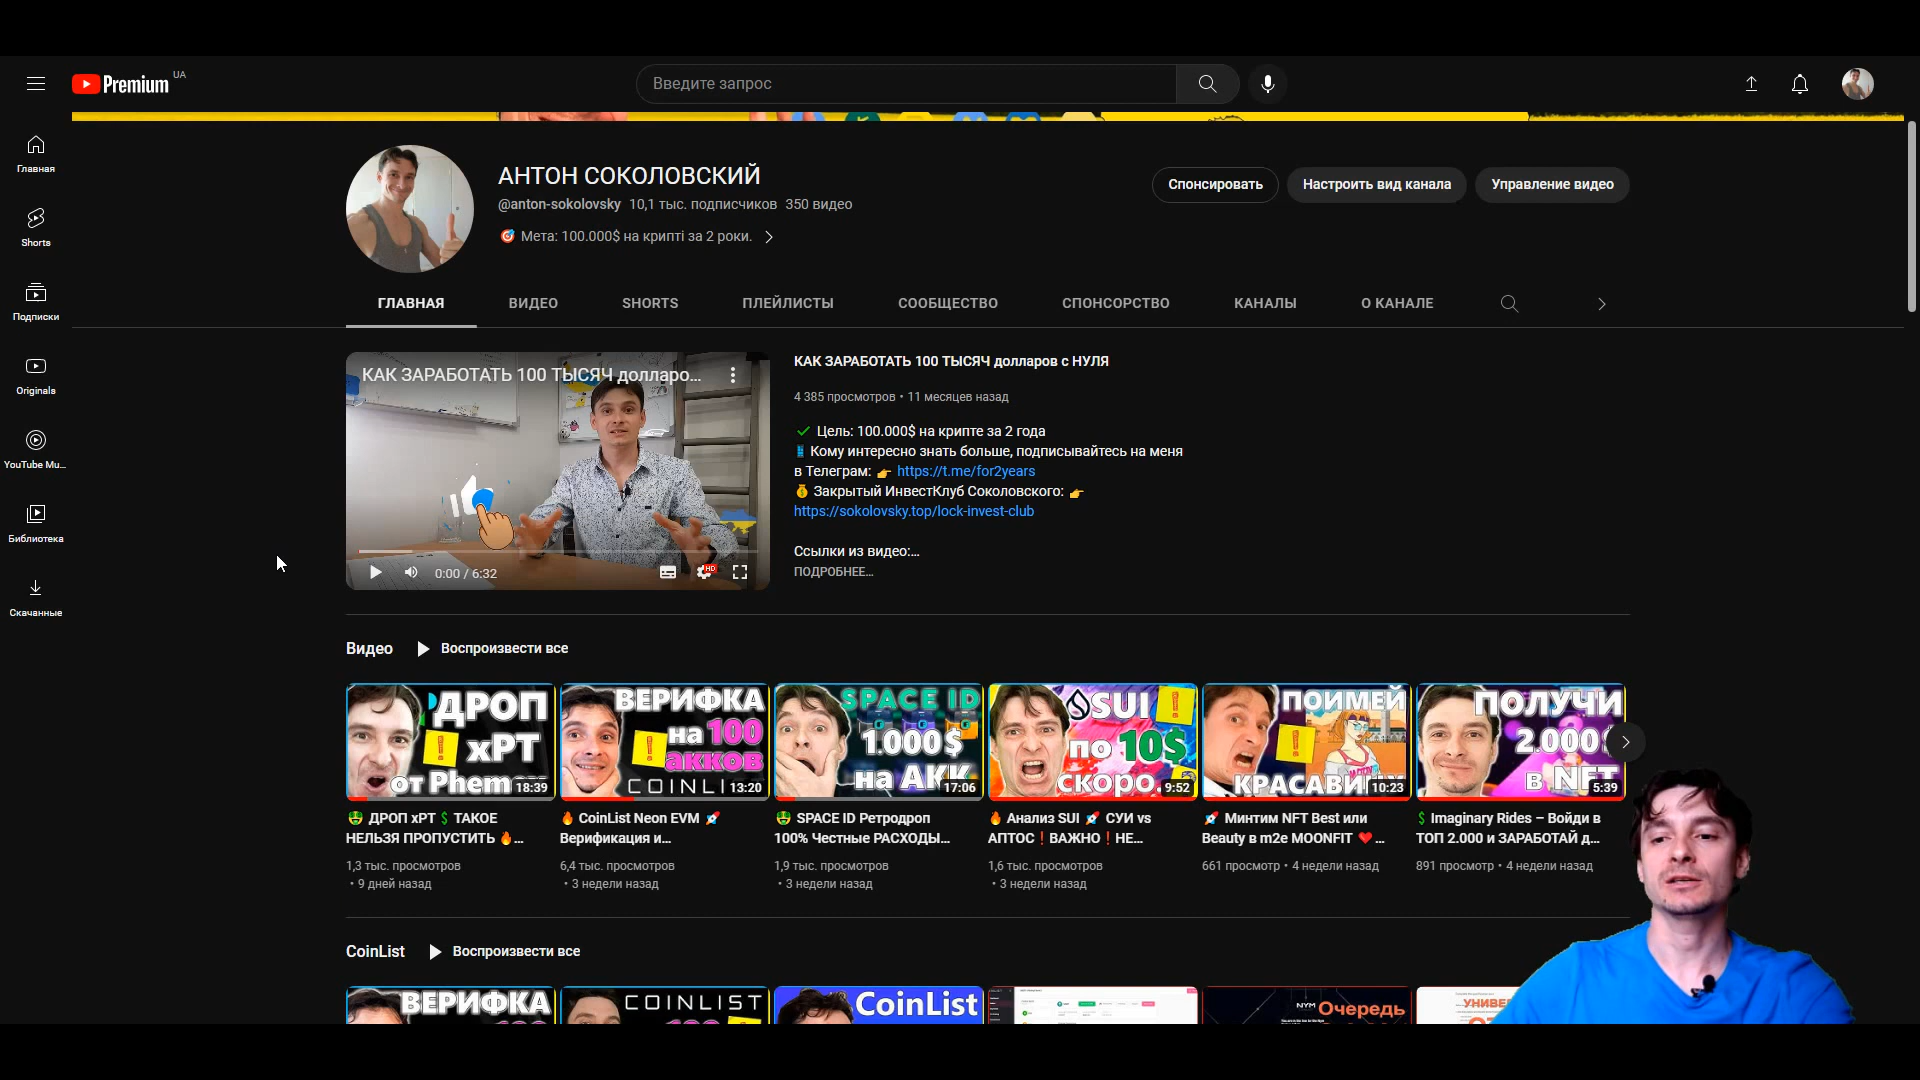 Premium UA
Введите запрос
Главная
Shorts
Подписки
Originals
YouTube Mu...
Библиотека
Скачанные
АНТОН СОКОЛОВСКИЙ
@anton-sokolovsky 10,1 тыс. подписчиков 350 видео
🎯 Мета: 100.000$ на крипті за 2 роки.
Спонсировать
Настроить вид канала
Управление видео
ГЛАВНАЯ ВИДЕО SHORTS ПЛЕЙЛИСТЫ СООБЩЕСТВО СПОНСОРСТВО КАНАЛЫ О КАНАЛЕ
КАК ЗАРАБОТАТЬ 100 ТЫСЯЧ долларо...
0:00 / 6:32
HD
КАК ЗАРАБОТАТЬ 100 ТЫСЯЧ долларов с НУЛЯ
4 385 просмотров • 11 месяцев назад
✓ Цель: 100.000$ на крипте за 2 года
📱 Кому интересно знать больше, подписывайтесь на меня
в Телеграм: 👉 https://t.me/for2years
💰 Закрытый ИнвестКлуб Соколовского: 👉
https://sokolovsky.top/lock-invest-club
Ссылки из видео:...
ПОДРОБНЕЕ...
Видео Воспроизвести все
ДРОП
xPT
от Phemex
18:39
🤑 ДРОП xPT 💲 ТАКОЕ
НЕЛЬЗЯ ПРОПУСТИТЬ 🔥...
1,3 тыс. просмотров
• 9 дней назад
ВЕРИФКА
на 100
акков
COINLI
13:20
🔥 CoinList Neon EVM 🚀
Верификация и...
6,4 тыс. просмотров
• 3 недели назад
SPACE ID
1.000$
на АКК
17:06
🤑 SPACE ID Ретродроп
100% Честные РАСХОДЫ...
1,9 тыс. просмотров
• 3 недели назад
SUI
по 10$
скоро
9:52
🔥 Анализ SUI 🚀 СУИ vs
АПТОС❗ВАЖНО❗НЕ...
1,6 тыс. просмотров
• 3 недели назад
ПОИМЕЙ
КРАСАВИЦ
10:23
🚀 Минтим NFT Best или
Beauty в m2e MOONFIT ❤️ ...
661 просмотр • 4 недели назад
ПОЛУЧИ
2.000
в NFT
5:39
💲 Imaginary Rides – Войди в
ТОП 2.000 и ЗАРАБОТАЙ д...
891 просмотр • 4 недели назад
CoinList Воспроизвести все
ВЕРИФКА
COINLIST
CoinList
NYM
Очередь
УНИВЕР